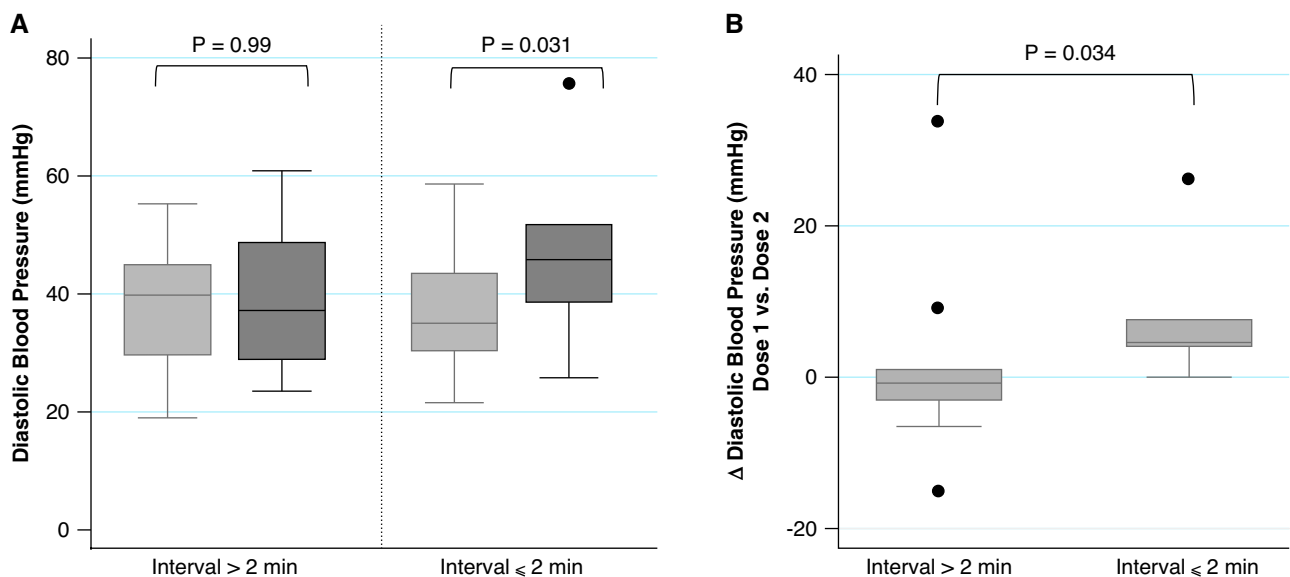 A
P = 0.99
P = 0.031
80
60
40
20
0
Diastolic Blood Pressure (mmHg)
Interval > 2 min
Interval ⩽ 2 min
B
P = 0.034
40
20
0
-20
Δ Diastolic Blood Pressure (mmHg)
Dose 1 vs. Dose 2
Interval > 2 min
Interval ⩽ 2 min